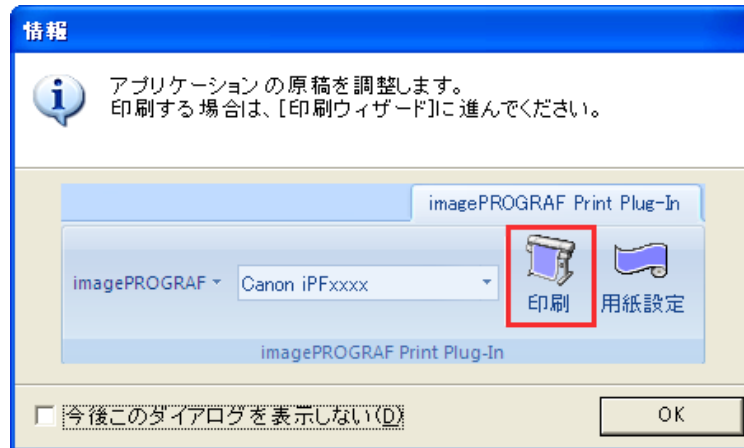 情報
アプリケーションの原稿を調整します。
印刷する場合は、[印刷ウィザード]に進んでください。
imagePROGRAF Print Plug-In
imagePROGRAF
Canon iPFxxxx
印刷
用紙設定
imagePROGRAF Print Plug-In
今後このダイアログを表示しない(D)
OK